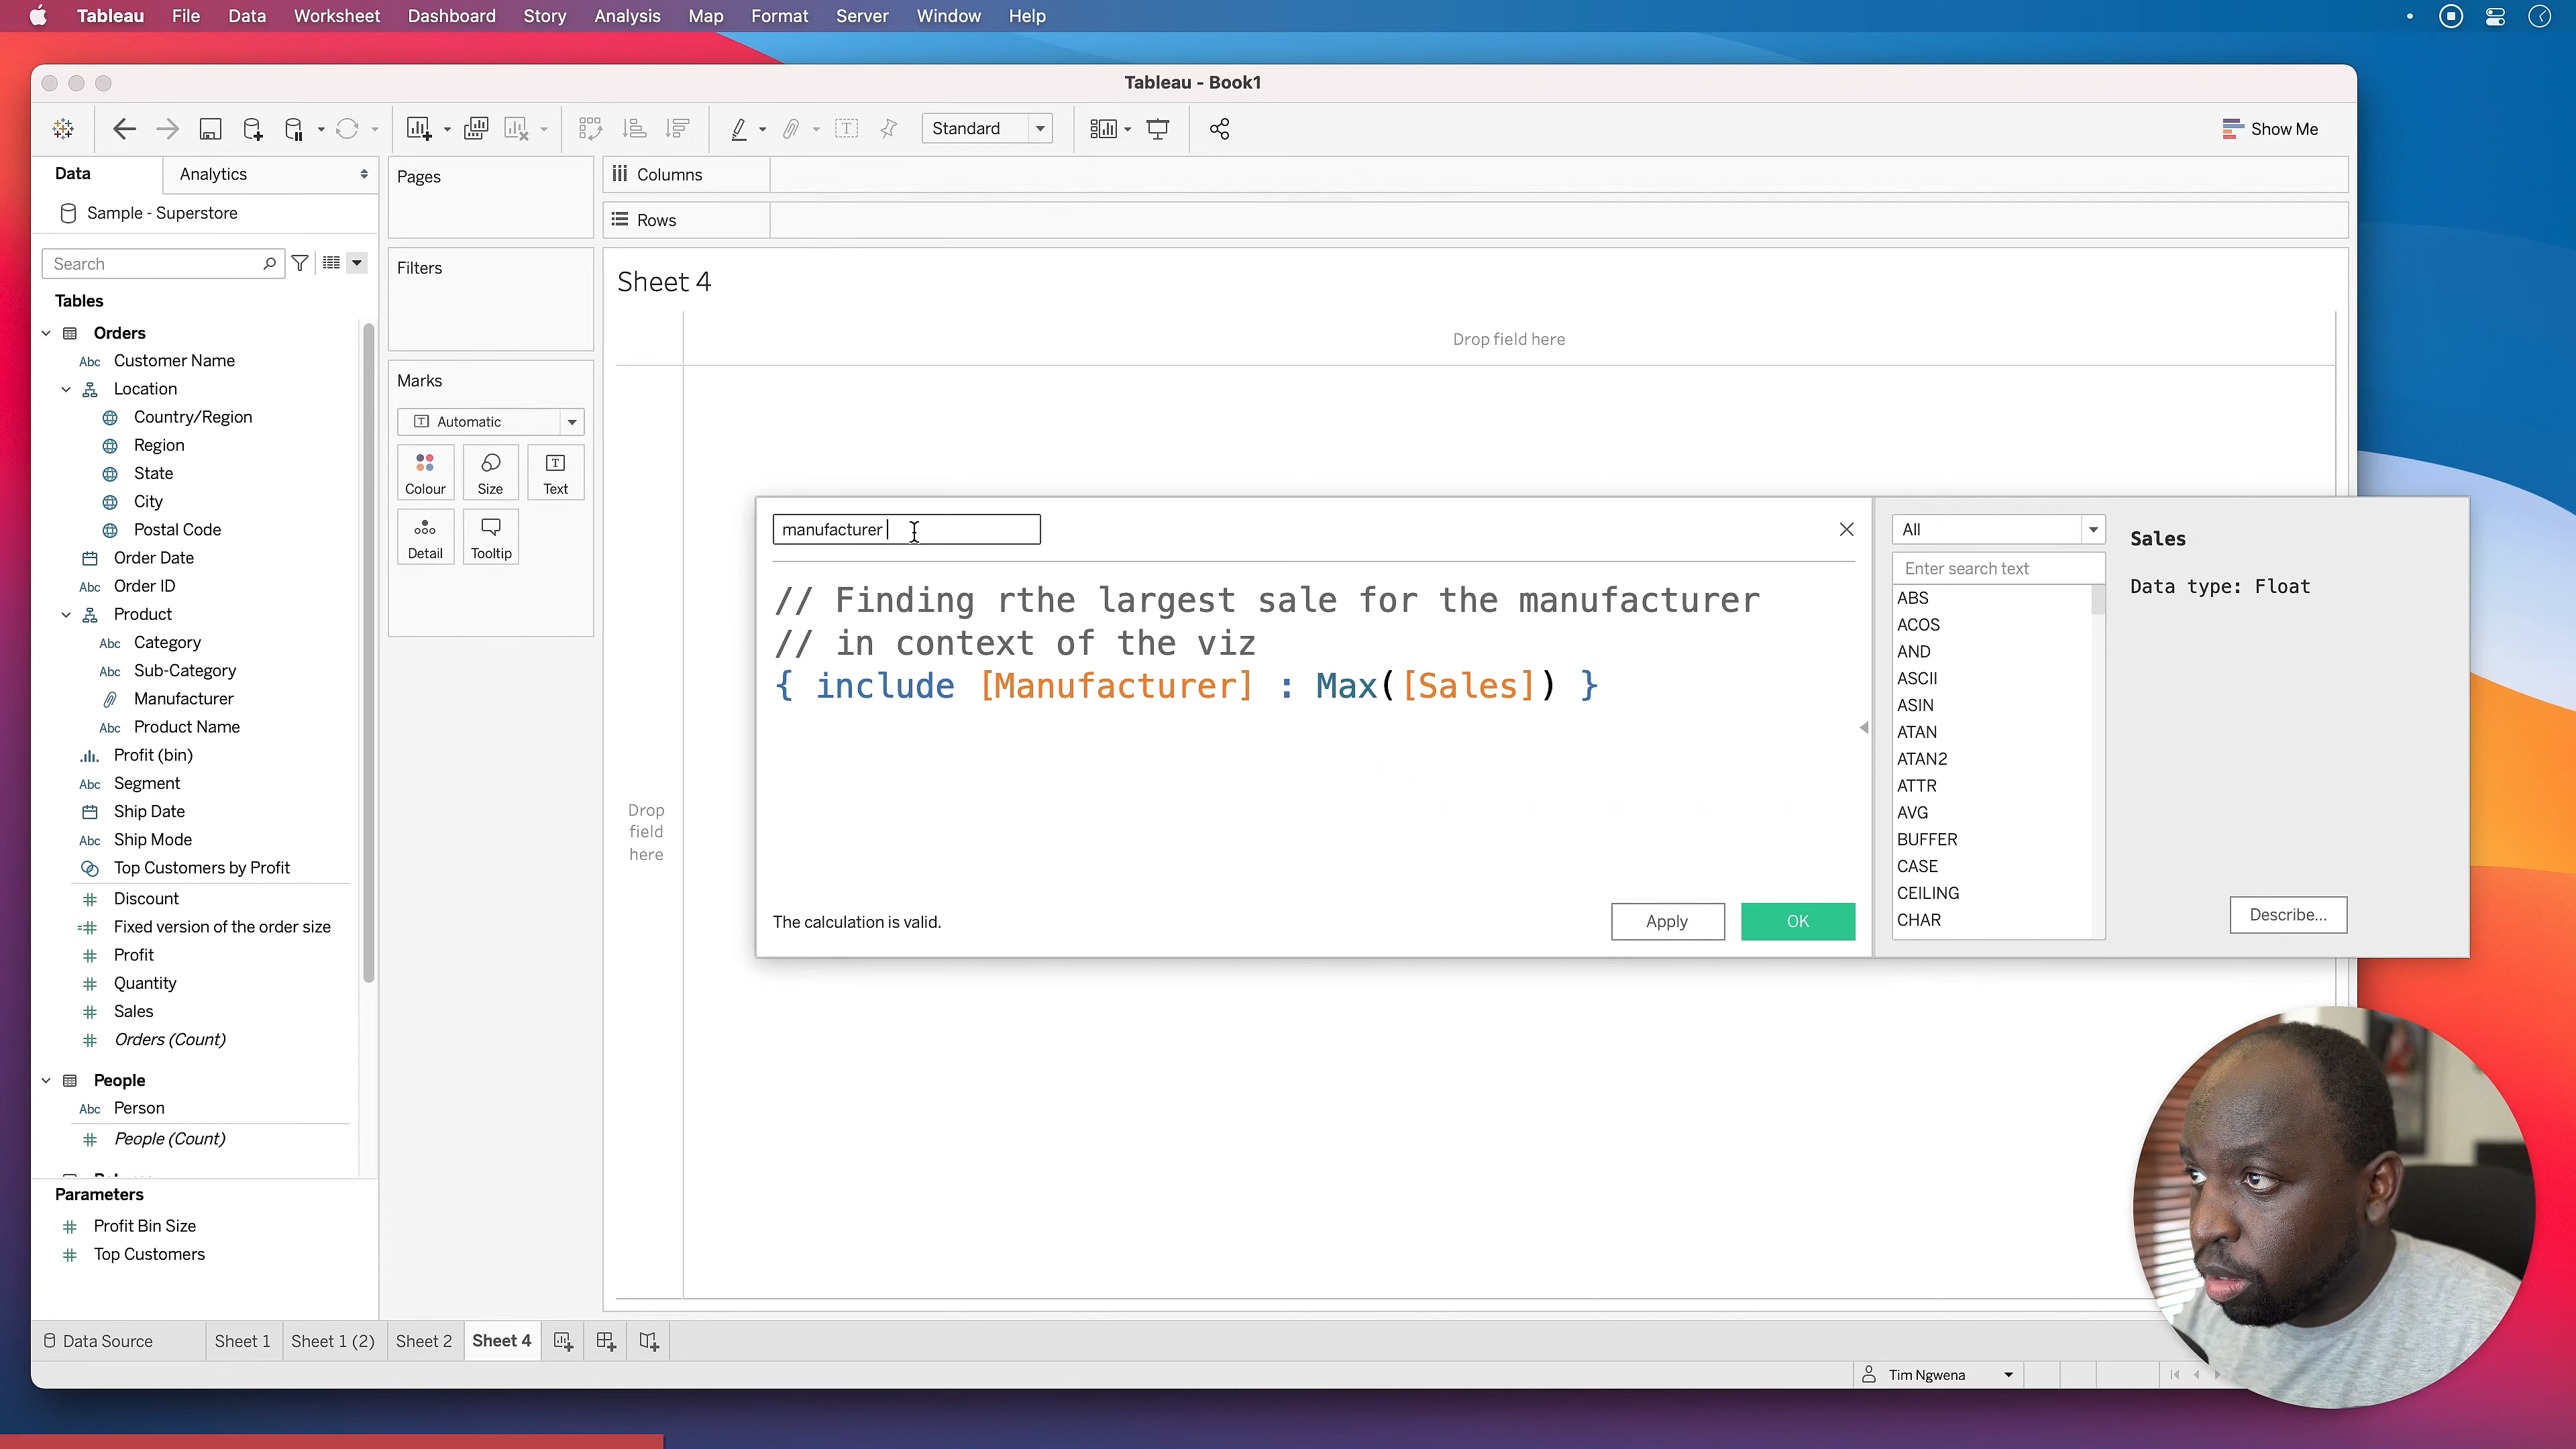 Tableau File Data Worksheet Dashboard Story Analysis Map Format Server Window Help
Tableau - Book1
Standard
Show Me
Data
Analytics
Sample - Superstore
Search
Tables
Orders
Customer Name
Location
Country/Region
Region
State
City
Postal Code
Order Date
Order ID
Product
Category
Sub-Category
Manufacturer
Product Name
Profit (bin)
Segment
Ship Date
Ship Mode
Top Customers by Profit
Discount
Fixed version of the order size
Profit
Quantity
Sales
Orders (Count)
People
Person
People (Count)
Parameters
Profit Bin Size
Top Customers
Pages
Filters
Marks
Automatic
Colour
Size
Text
Detail
Tooltip
Columns
Rows
Sheet 4
Drop field here
Drop
field
here
manufacturer
// Finding rthe largest sale for the manufacturer
// in context of the viz
{ include [Manufacturer] : Max([Sales]) }
The calculation is valid.
Apply
OK
All
Enter search text
ABS
ACOS
AND
ASCII
ASIN
ATAN
ATAN2
ATTR
AVG
BUFFER
CASE
CEILING
CHAR
Sales
Data type: Float
Describe...
Data Source
Sheet 1
Sheet 1 (2)
Sheet 2
Sheet 4
Tim Ngwena